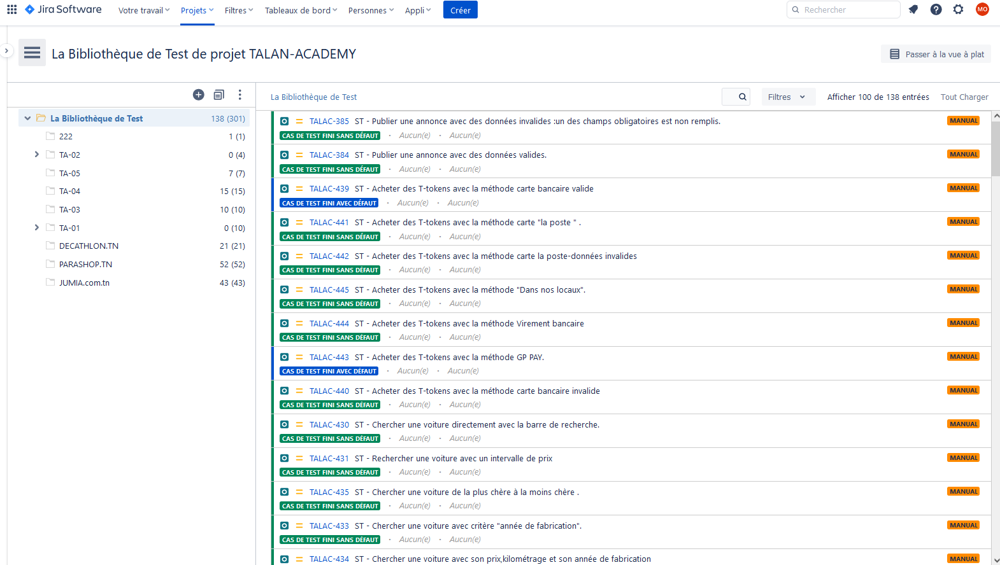 Jira Software Votre travail Projets Filtres Tableaux de bord Personnes Appli Créer Rechercher MO
La Bibliothèque de Test de projet TALAN-ACADEMY
Passer à la vue à plat
La Bibliothèque de Test 138 (301)
222 1 (1)
TA-02 0 (4)
TA-05 7 (7)
TA-04 15 (15)
TA-03 10 (10)
TA-01 0 (10)
DECATHLON.TN 21 (21)
PARASHOP.TN 52 (52)
JUMIA.com.tn 43 (43)
La Bibliothèque de Test Filtres Afficher 100 de 138 entrées Tout Charger
TALAC-385 ST - Publier une annonce avec des données invalides :un des champs obligatoires est non remplis. MANUAL
CAS DE TEST FINI SANS DÉFAUT · Aucun(e) · Aucun(e)
TALAC-384 ST - Publier une annonce avec des données valides. MANUAL
CAS DE TEST FINI SANS DÉFAUT · Aucun(e) · Aucun(e)
TALAC-439 ST - Acheter des T-tokens avec la méthode carte bancaire valide MANUAL
CAS DE TEST FINI AVEC DÉFAUT · Aucun(e) · Aucun(e)
TALAC-441 ST - Acheter des T-tokens avec la méthode carte "la poste " . MANUAL
CAS DE TEST FINI SANS DÉFAUT · Aucun(e) · Aucun(e)
TALAC-442 ST - Acheter des T-tokens avec la méthode carte la poste-données invalides MANUAL
CAS DE TEST FINI SANS DÉFAUT · Aucun(e) · Aucun(e)
TALAC-445 ST - Acheter des T-tokens avec la méthode "Dans nos locaux". MANUAL
CAS DE TEST FINI SANS DÉFAUT · Aucun(e) · Aucun(e)
TALAC-444 ST - Acheter des T-tokens avec la méthode Virement bancaire MANUAL
CAS DE TEST FINI SANS DÉFAUT · Aucun(e) · Aucun(e)
TALAC-443 ST - Acheter des T-tokens avec la méthode GP PAY. MANUAL
CAS DE TEST FINI AVEC DÉFAUT · Aucun(e) · Aucun(e)
TALAC-440 ST - Acheter des T-tokens avec la méthode carte bancaire invalide MANUAL
CAS DE TEST FINI SANS DÉFAUT · Aucun(e) · Aucun(e)
TALAC-430 ST - Chercher une voiture directement avec la barre de recherche. MANUAL
CAS DE TEST FINI SANS DÉFAUT · Aucun(e) · Aucun(e)
TALAC-431 ST - Rechercher une voiture avec un intervalle de prix MANUAL
CAS DE TEST FINI SANS DÉFAUT · Aucun(e) · Aucun(e)
TALAC-435 ST - Chercher une voiture de la plus chère à la moins chère . MANUAL
CAS DE TEST FINI SANS DÉFAUT · Aucun(e) · Aucun(e)
TALAC-433 ST - Chercher une voiture avec critère "année de fabrication". MANUAL
CAS DE TEST FINI SANS DÉFAUT · Aucun(e) · Aucun(e)
TALAC-434 ST - Chercher une voiture avec son prix,kilométrage et son année de fabrication MANUAL